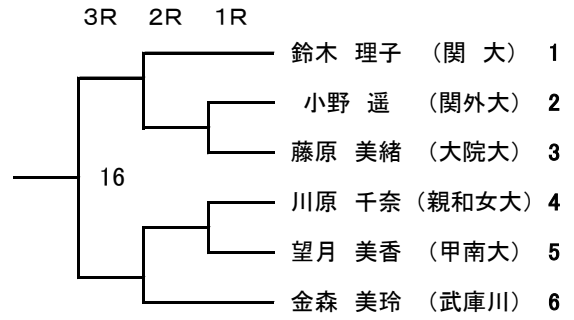 3R 2R 1R
鈴木 理子 (関 大) 1
小野 遥 (関外大) 2
藤原 美緒 (大院大) 3
16
川原 千奈 (親和女大) 4
望月 美香 (甲南大) 5
金森 美玲 (武庫川) 6